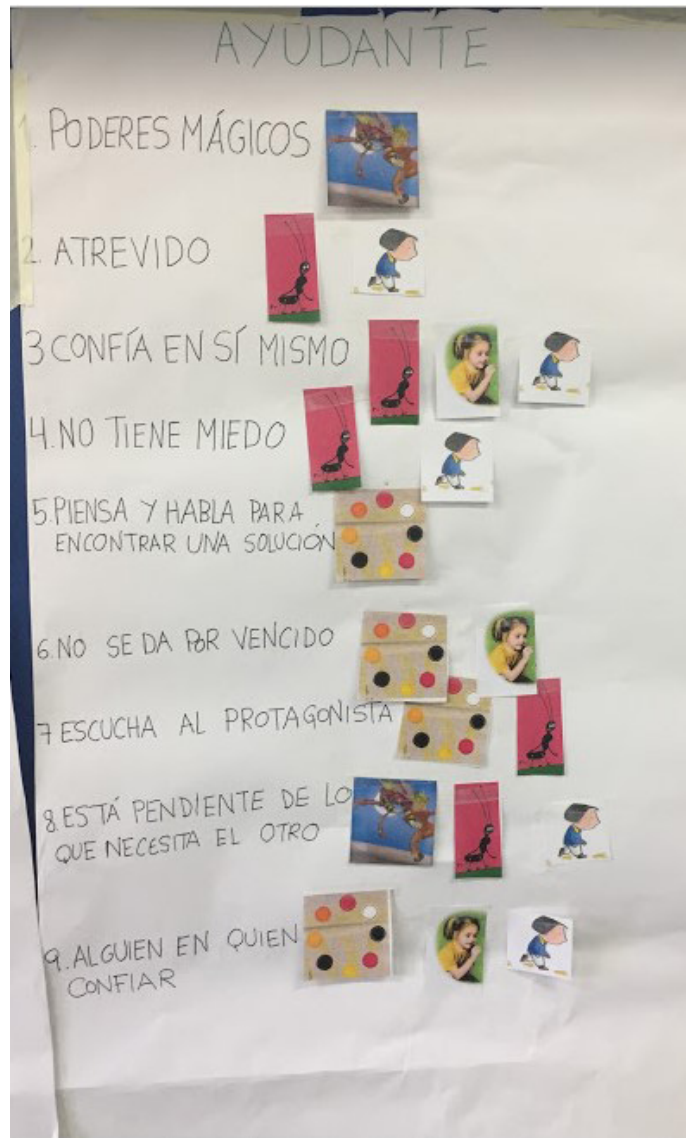 AYUDANTE
1. PODERES MÁGICOS
2. ATREVIDO
3 CONFÍA EN SÍ MISMO
4. NO TIENE MIEDO
5. PIENSA Y HABLA PARA
ENCONTRAR UNA SOLUCIÓN
6. NO SE DA POR VENCIDO
7 ESCUCHA AL PROTAGONISTA
8. ESTÁ PENDIENTE DE LO
QUE NECESITA EL OTRO
9. ALGUIEN EN QUIEN
CONFIAR